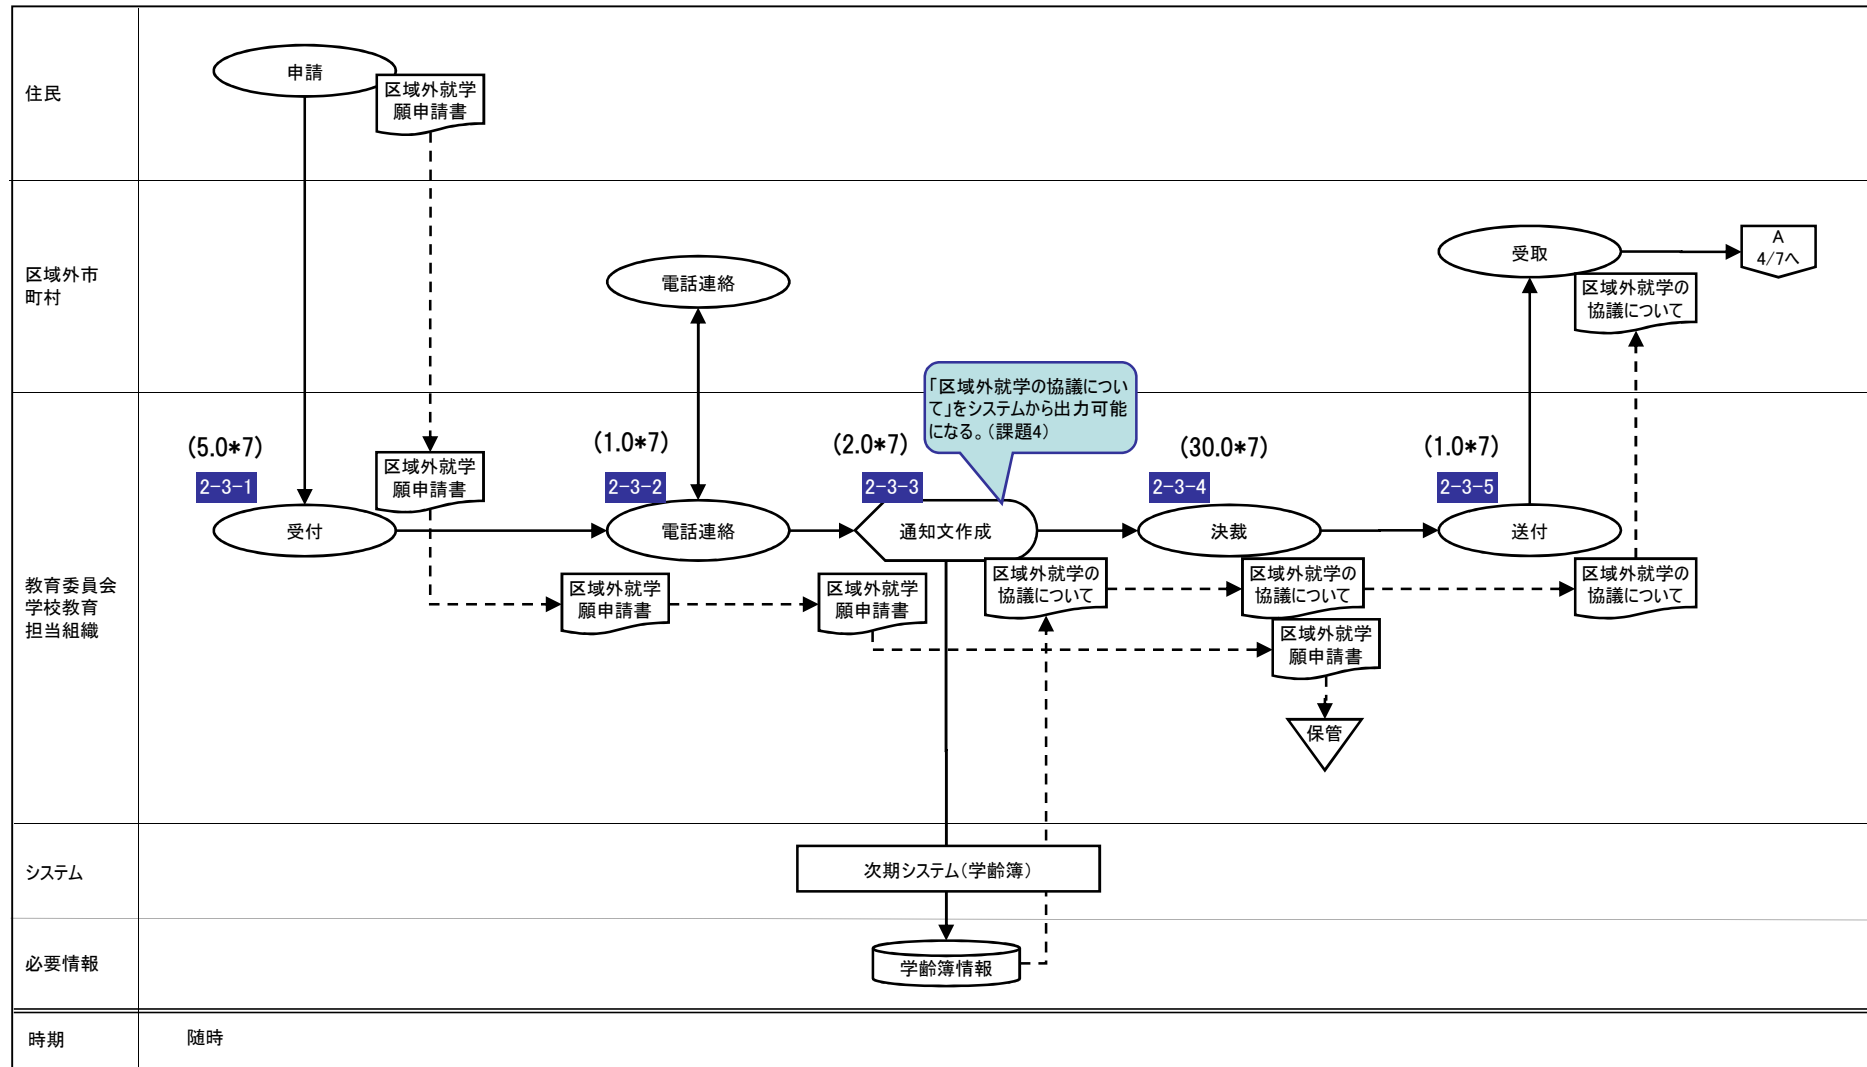 住民
申請
区域外就学
願申請書
区域外市
町村
電話連絡
受取
A
4/7へ
区域外就学の
協議について
「区域外就学の協議につい
て」をシステムから出力可能
になる。(課題4)
教育委員会
学校教育
担当組織
(5.0*7)
2-3-1
受付
区域外就学
願申請書
(1.0*7)
2-3-2
電話連絡
区域外就学
願申請書
(2.0*7)
2-3-3
通知文作成
区域外就学
願申請書
区域外就学の
協議について
(30.0*7)
2-3-4
決裁
区域外就学の
協議について
区域外就学
願申請書
保管
(1.0*7)
2-3-5
送付
区域外就学の
協議について
システム
次期システム(学齢簿)
必要情報
学齢簿情報
時期
随時